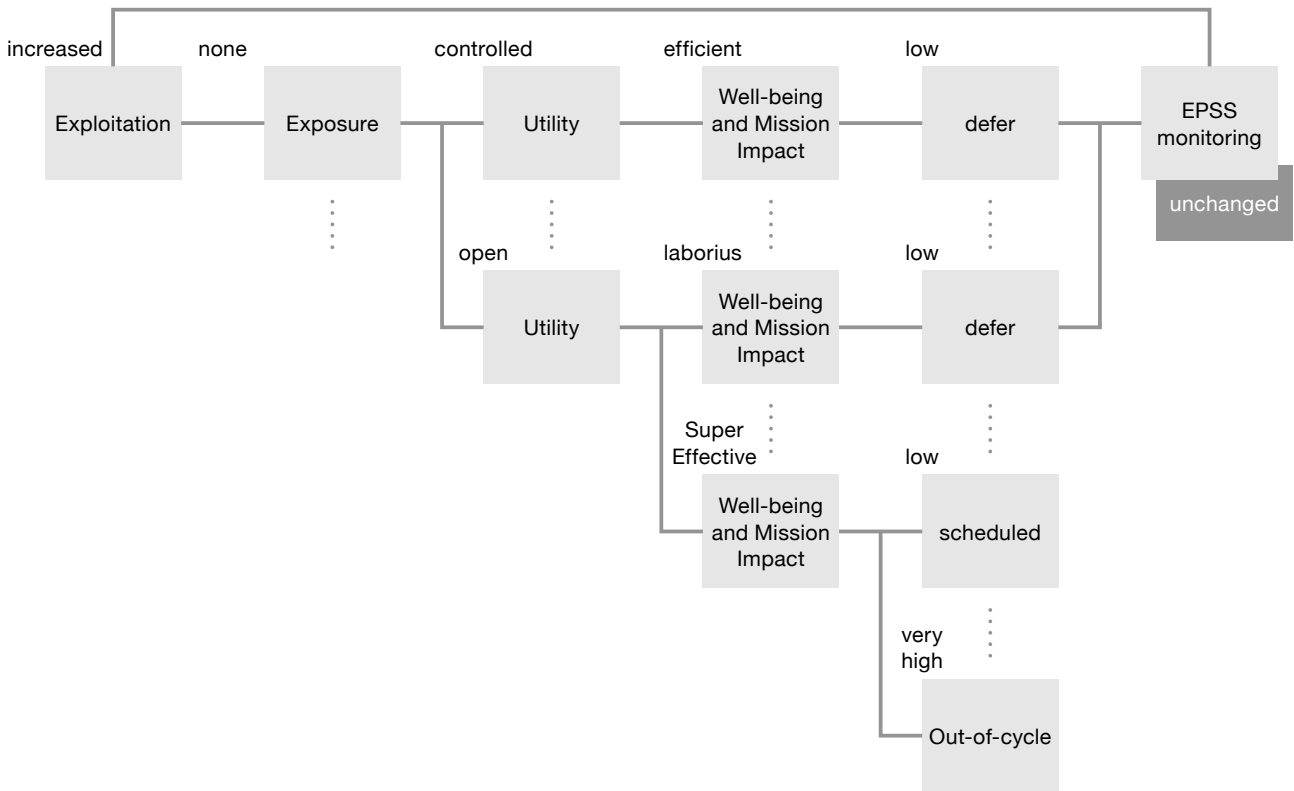 increased
none
controlled
efficient
low
Exploitation
Exposure
Utility
Well-being
and Mission
Impact
defer
EPSS
monitoring
unchanged
open
laborius
low
Utility
Well-being
and Mission
Impact
defer
Super
Effective
low
Well-being
and Mission
Impact
scheduled
very
high
Out-of-cycle